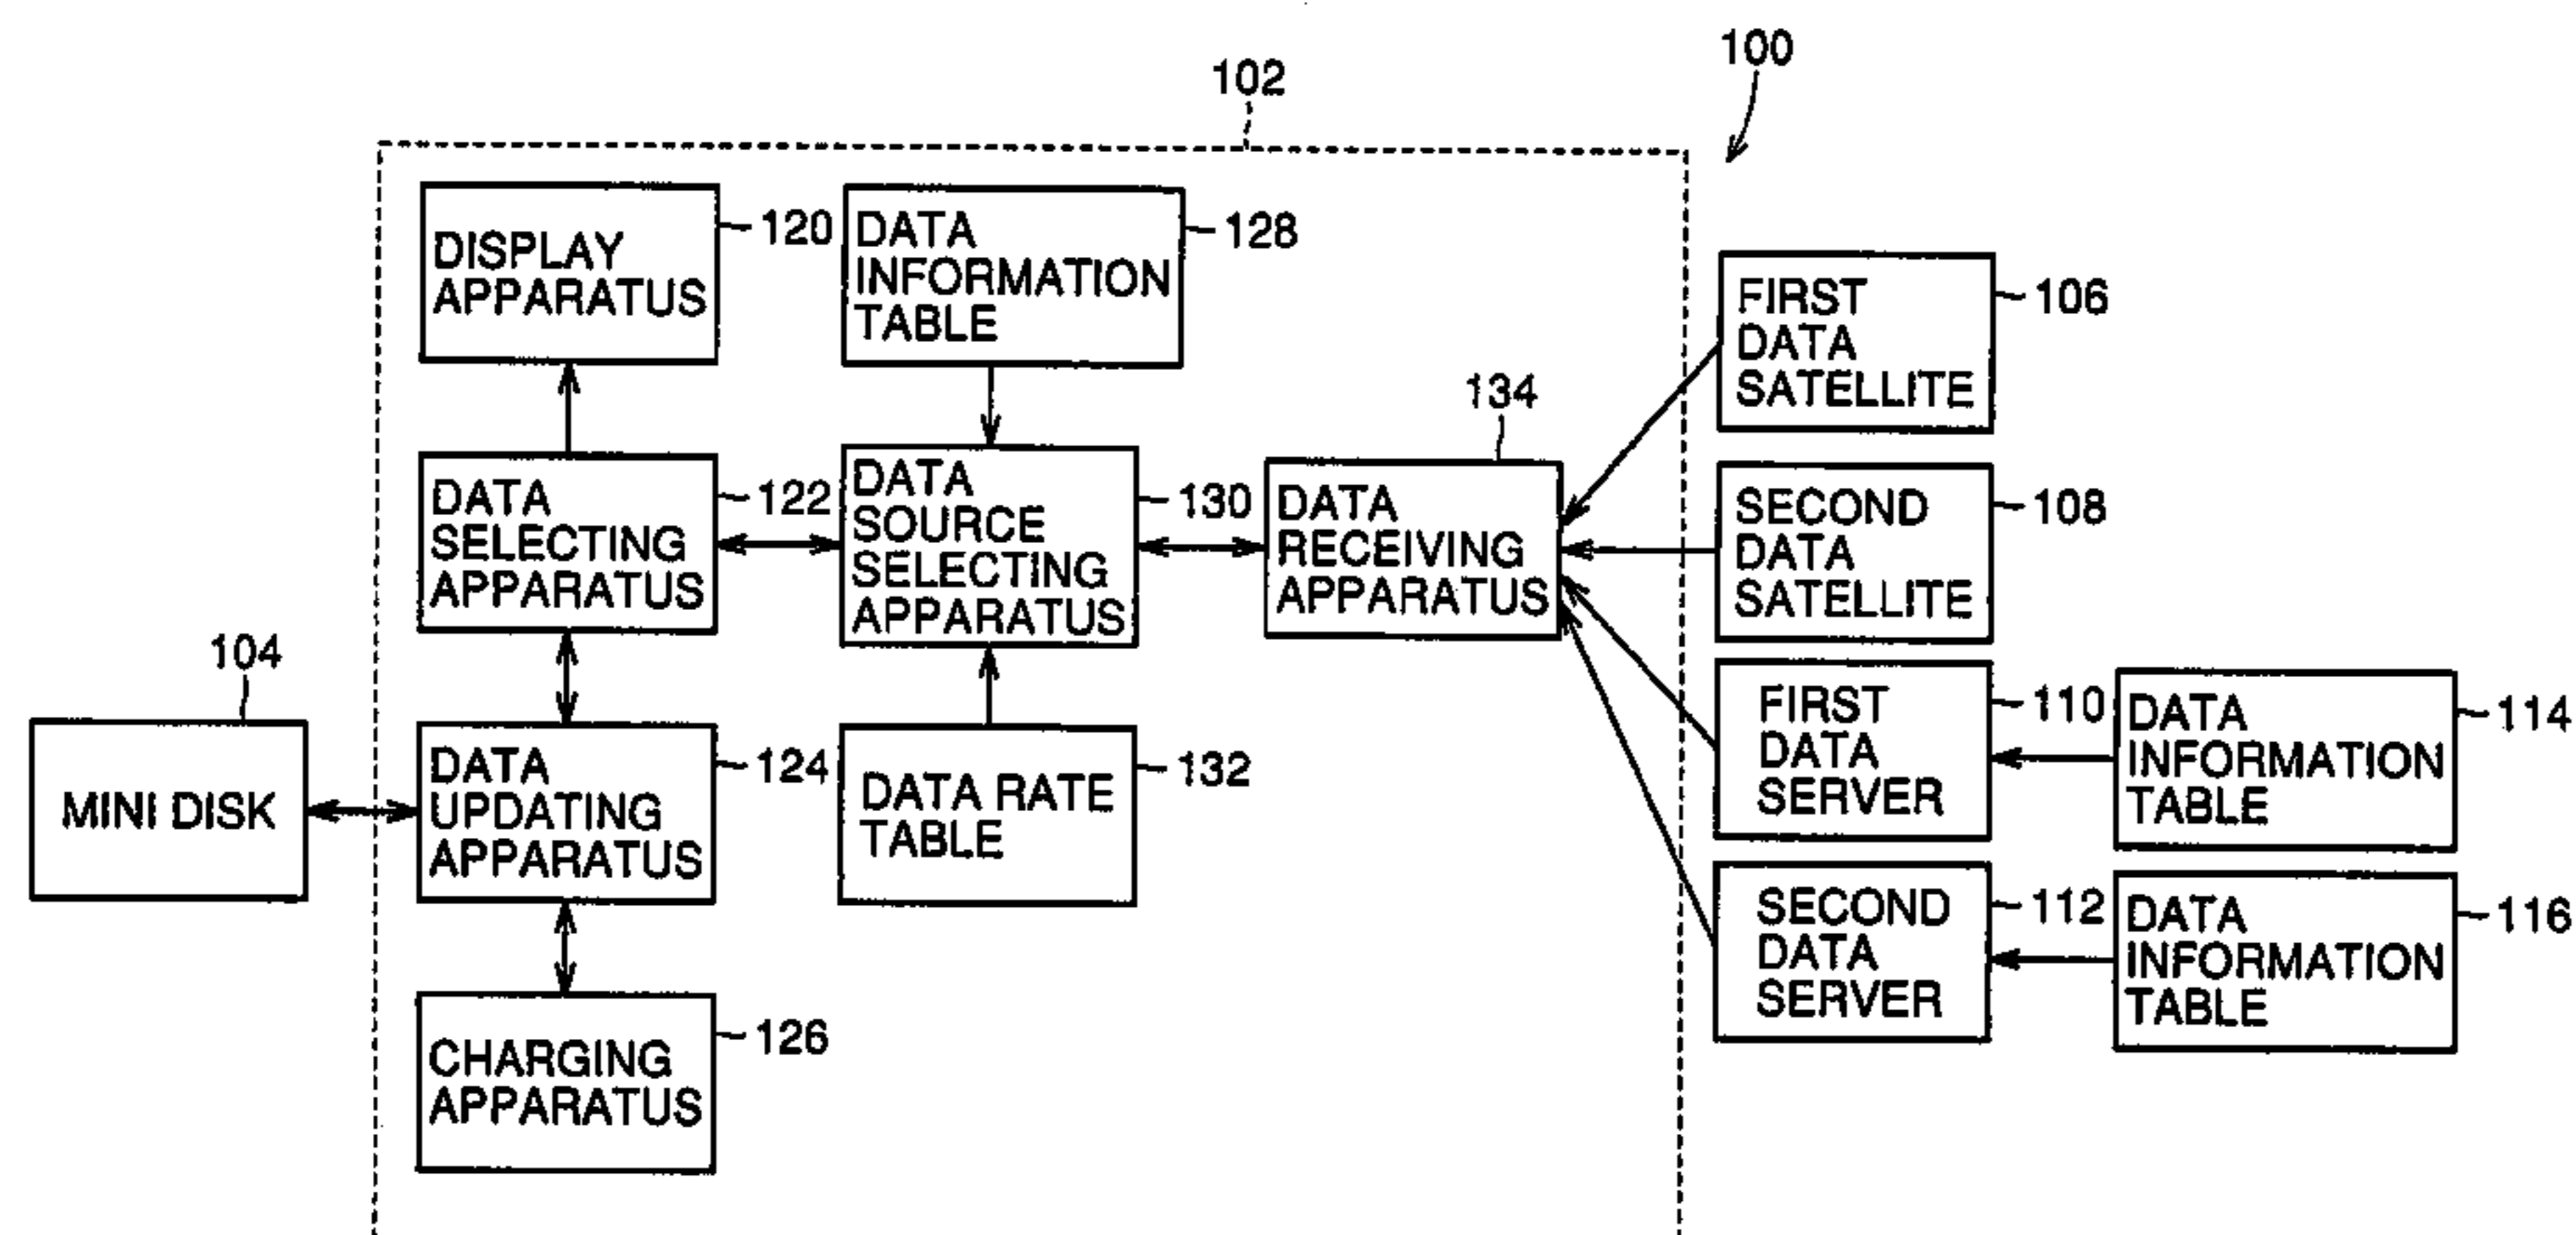 100
102
DISPLAY
APPARATUS
120
DATA
INFORMATION
TABLE
128
FIRST
DATA
SATELLITE
106
134
DATA
SELECTING
APPARATUS
122
DATA
SOURCE
SELECTING
APPARATUS
130
DATA
RECEIVING
APPARATUS
SECOND
DATA
SATELLITE
108
104
MINI DISK
DATA
UPDATING
APPARATUS
124
DATA RATE
TABLE
132
FIRST
DATA
SERVER
110
DATA
INFORMATION
TABLE
114
CHARGING
APPARATUS
126
SECOND
DATA
SERVER
112
DATA
INFORMATION
TABLE
116